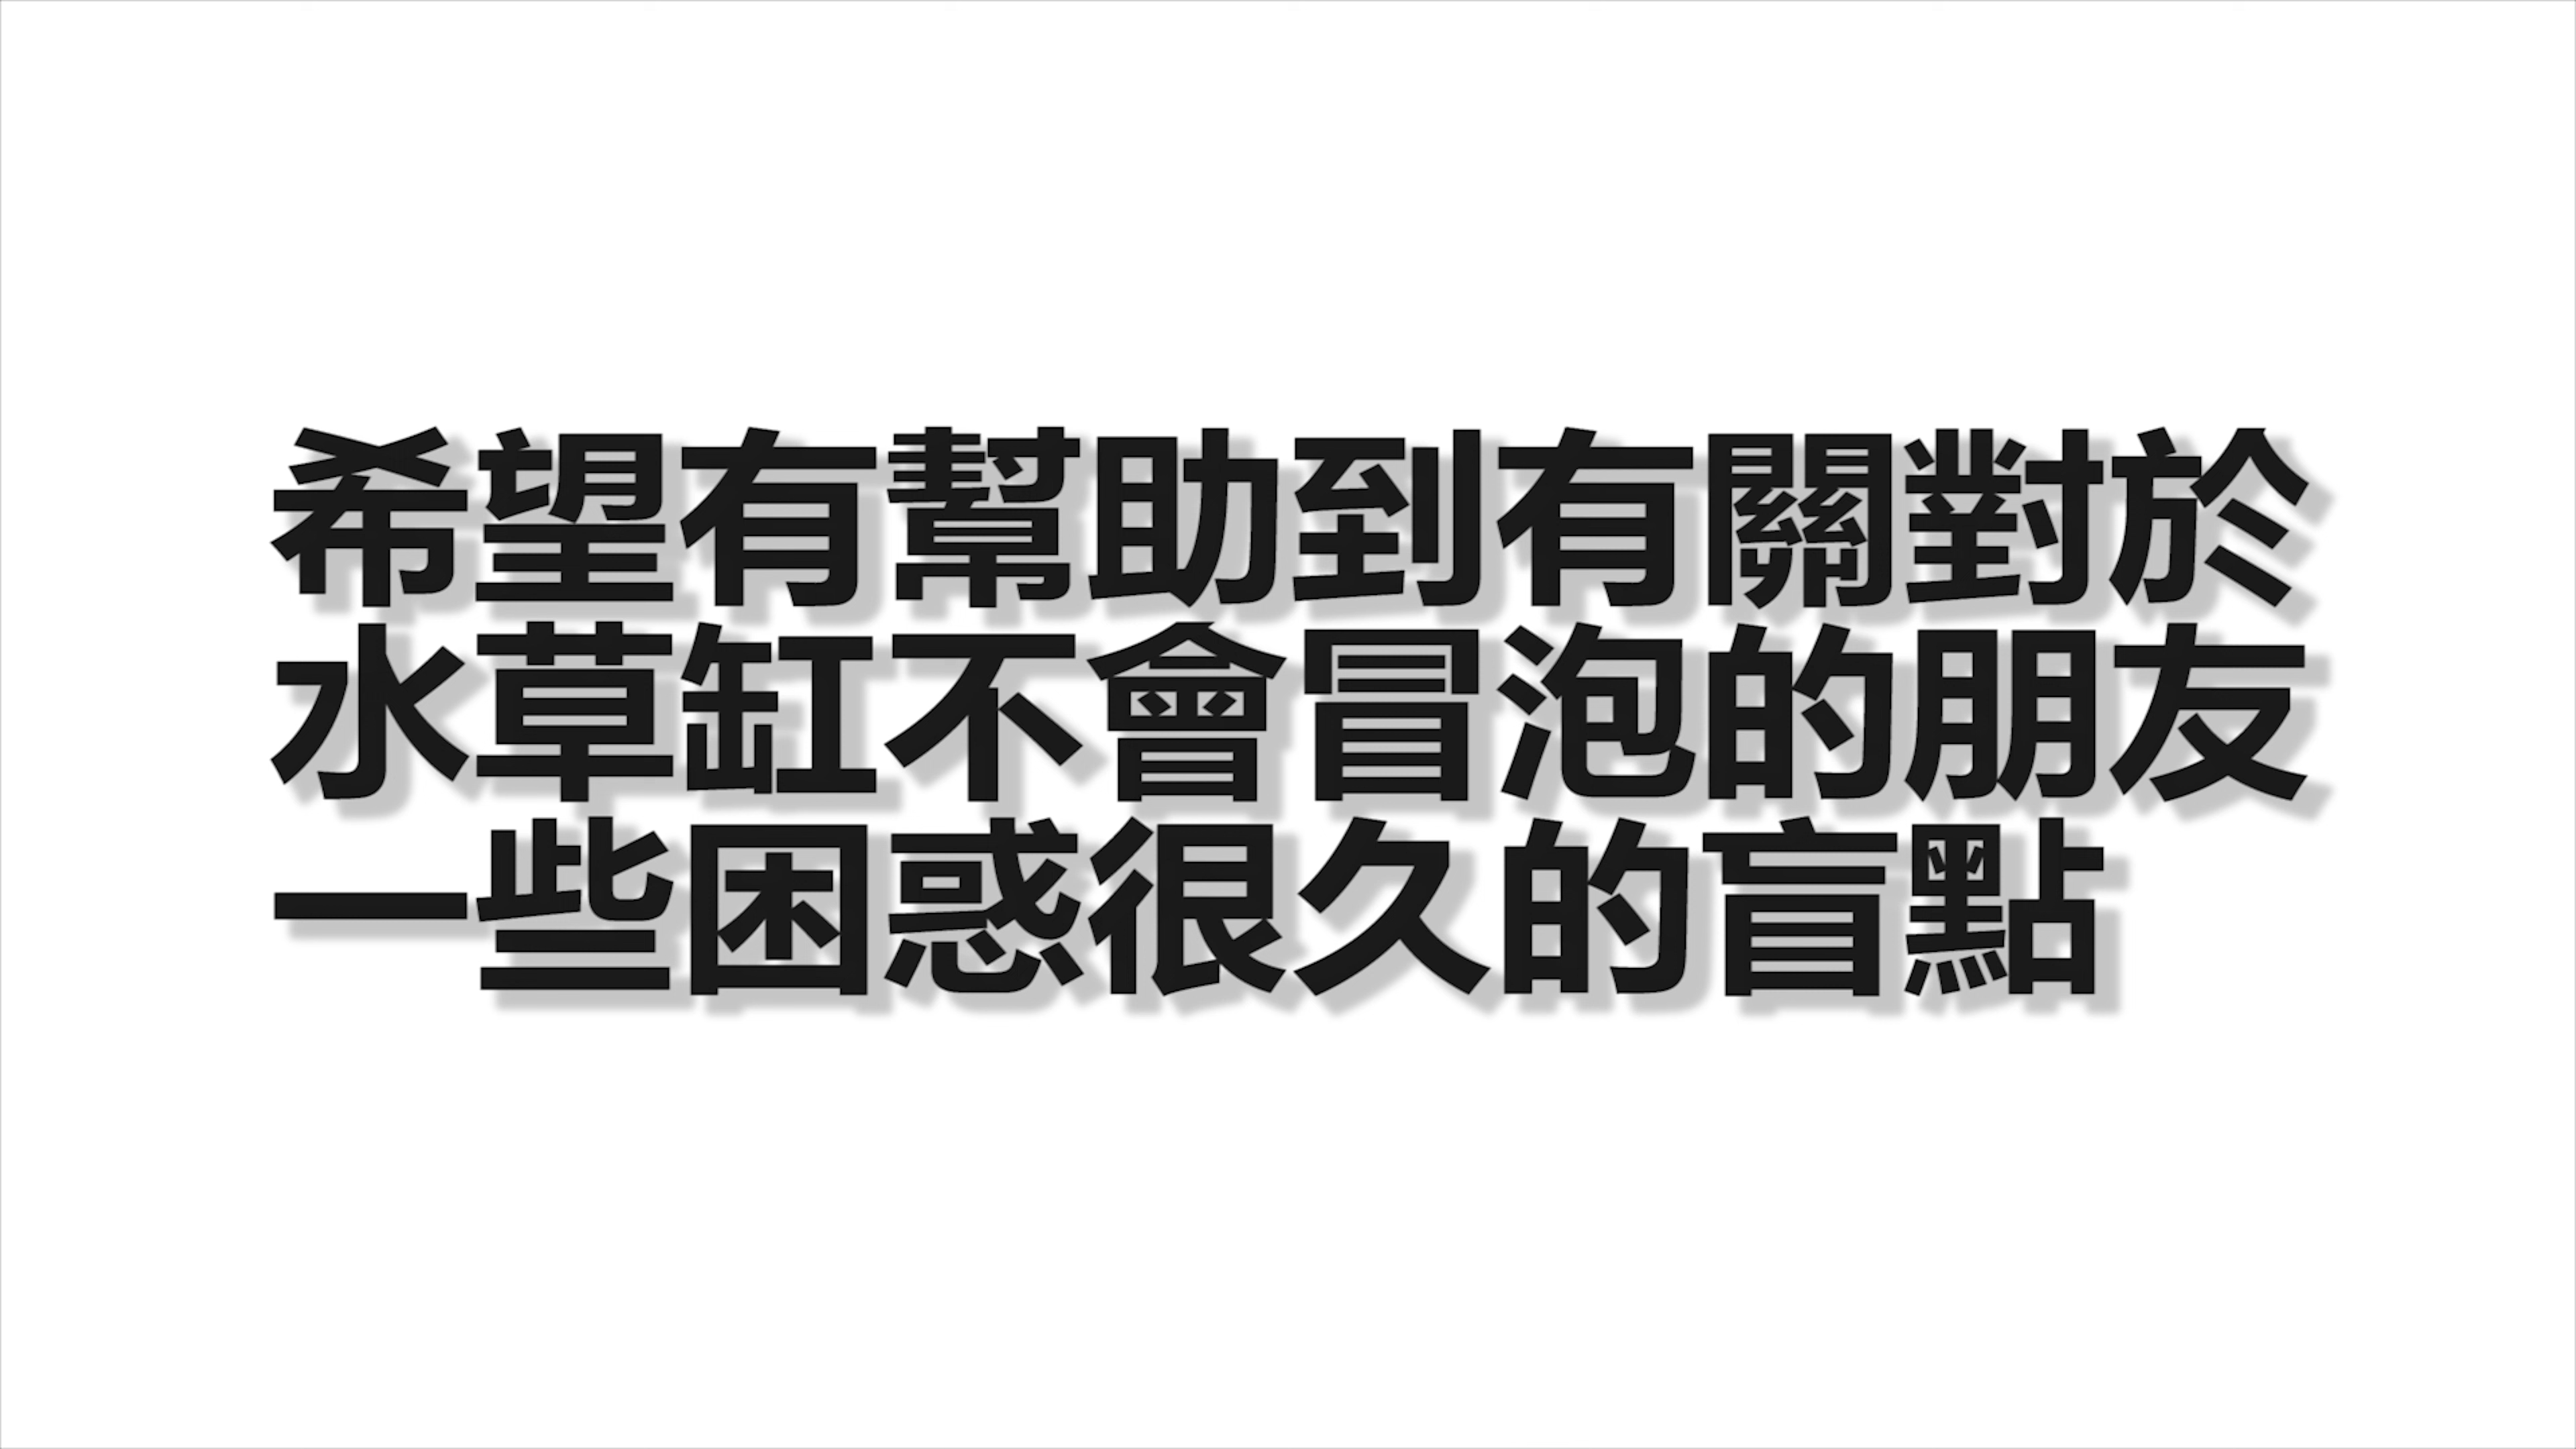 希望有幫助到有關對於
水草缸不會冒泡的朋友
一些困惑很久的盲點